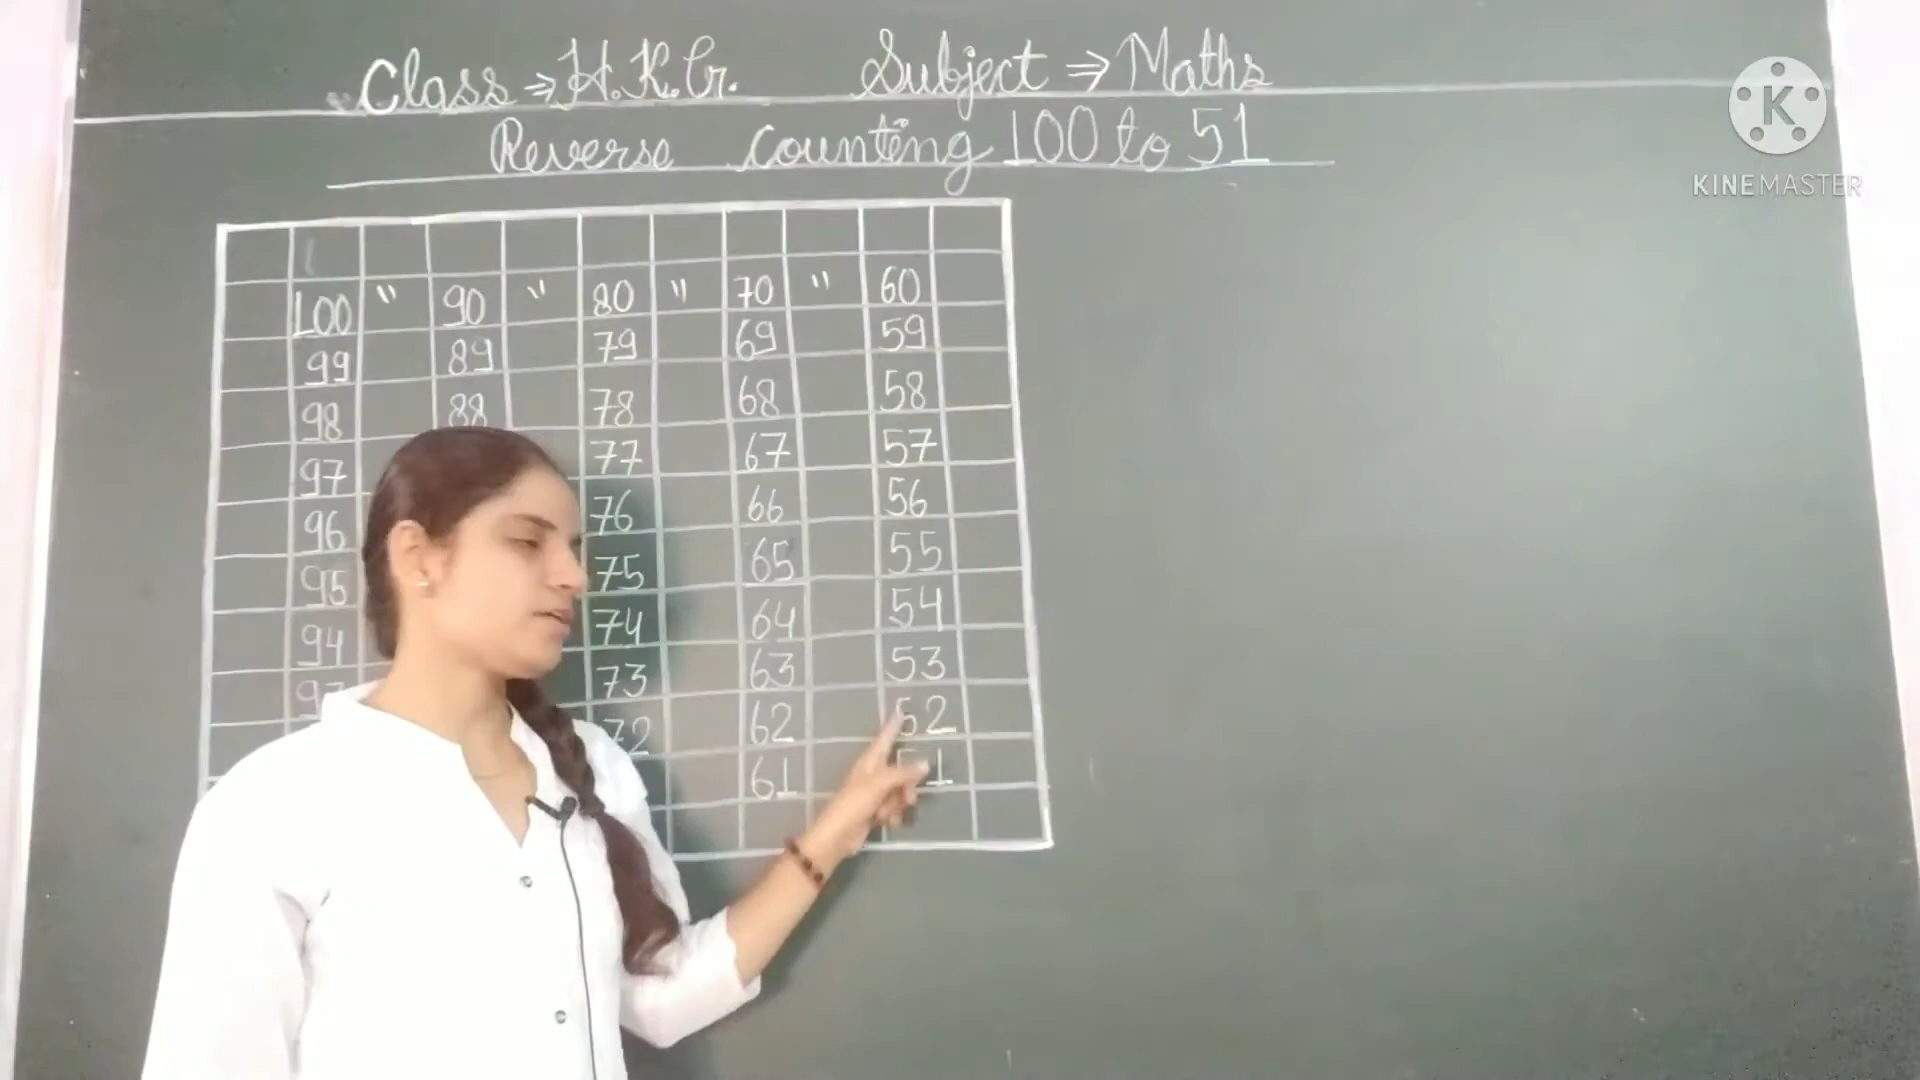 Class ⇒ H.K.G. Subject ⇒ Maths
Reverse counting 100 to 51
100 " 90 " 80 " 70 " 60
99 89 79 69 59
98 88 78 68 58
97 77 67 57
96 76 66 56
95 75 65 55
94 74 64 54
73 63 53
72 62 52
61 51
K
KINEMASTER